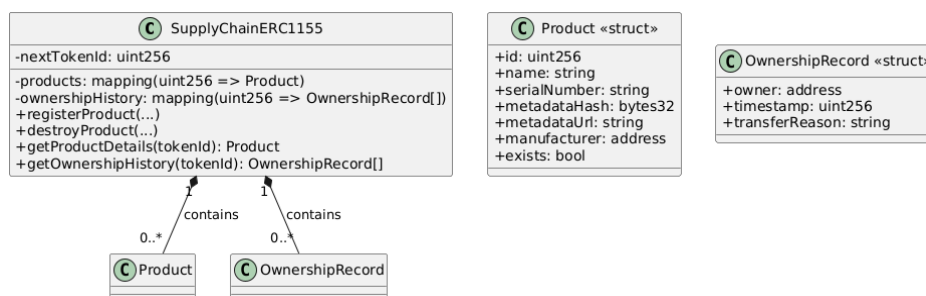 C SupplyChainERC1155
-nextTokenId: uint256
-products: mapping(uint256 => Product)
-ownershipHistory: mapping(uint256 => OwnershipRecord[])
+registerProduct(...)
+destroyProduct(...)
+getProductDetails(tokenId): Product
+getOwnershipHistory(tokenId): OwnershipRecord[]
C Product «struct»
+id: uint256
+name: string
+serialNumber: string
+metadataHash: bytes32
+metadataUrl: string
+manufacturer: address
+exists: bool
C OwnershipRecord «struct»
+owner: address
+timestamp: uint256
+transferReason: string
1 1
contains contains
0..* 0..*
C Product C OwnershipRecord